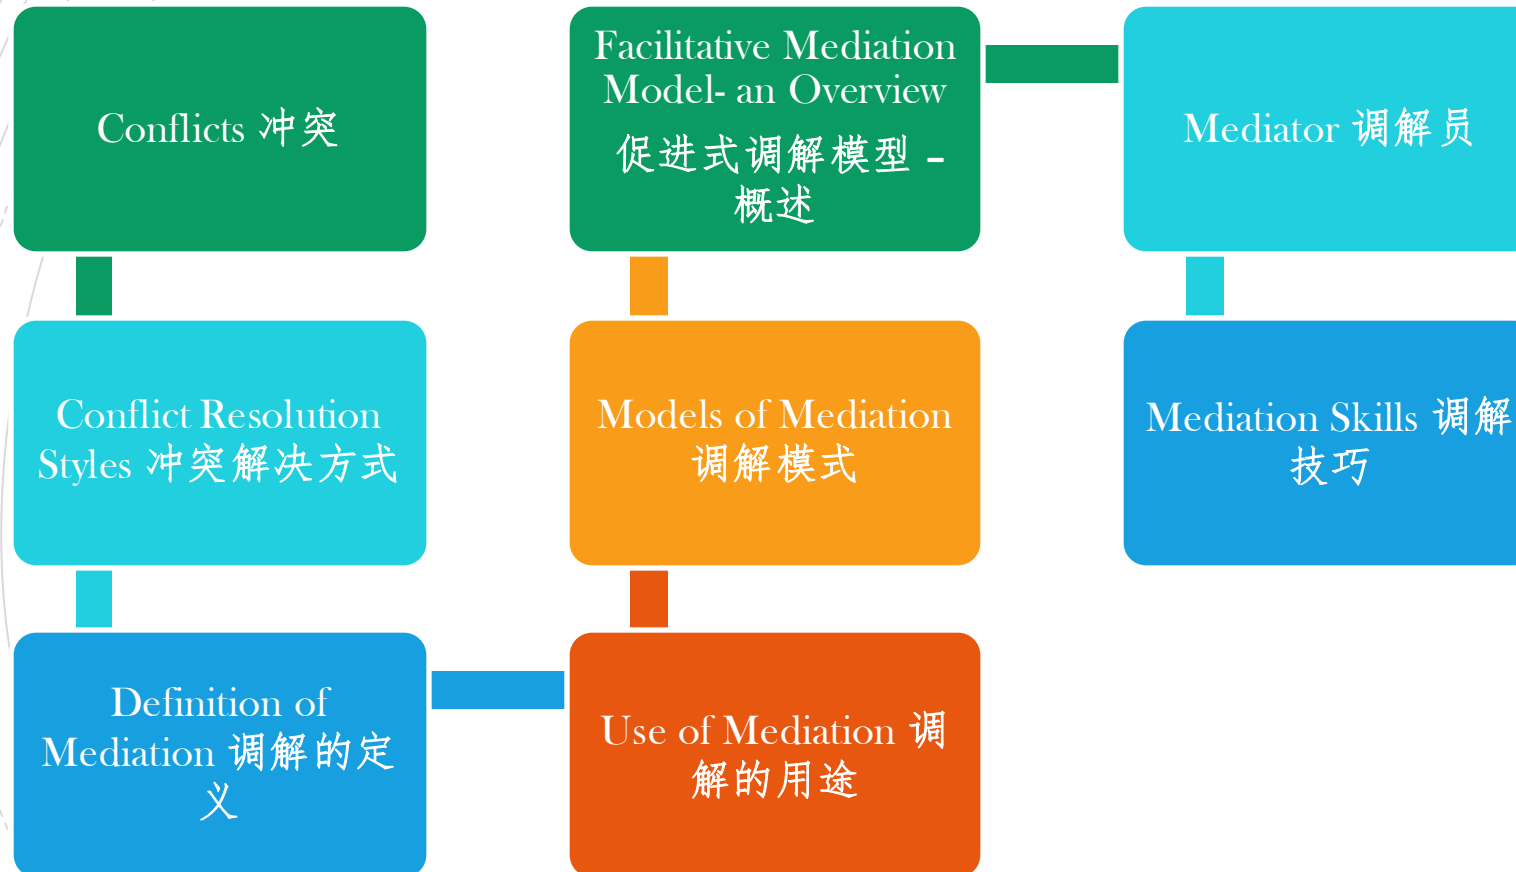 Conflicts 冲突
Conflict Resolution
Styles 冲突解决方式
Definition of
Mediation 调解的定
义
Use of Mediation 调
解的用途
Models of Mediation
调解模式
Facilitative Mediation
Model- an Overview
促进式调解模型 –
概述
Mediator 调解员
Mediation Skills 调解
技巧